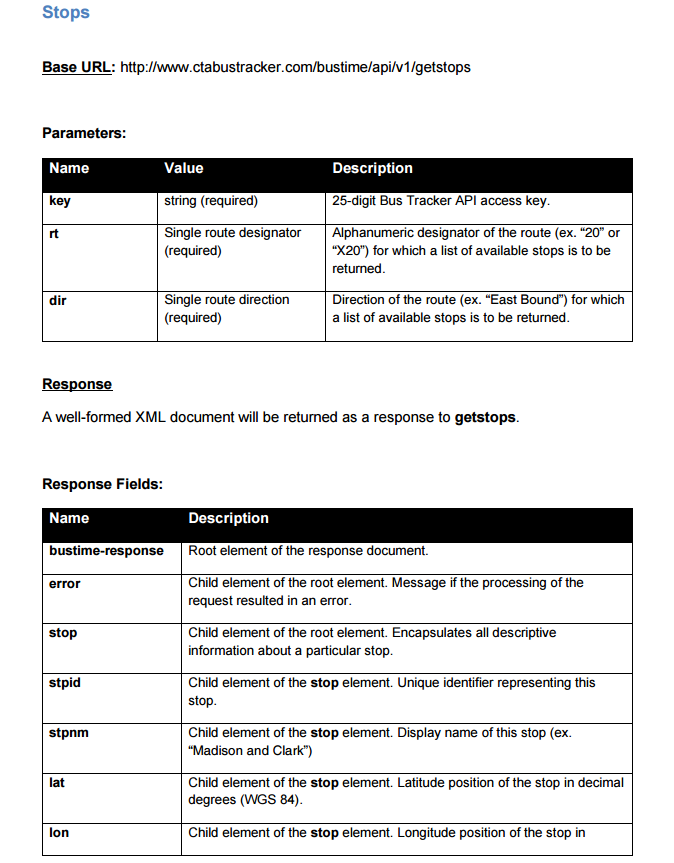 Stops
Base URL: http://www.ctabustracker.com/bustime/api/v1/getstops
Parameters:
Name Value Description
key string (required) 25-digit Bus Tracker API access key.
rt Single route designator Alphanumeric designator of the route (ex. “20” or
(required) “X20”) for which a list of available stops is to be
returned.
dir Single route direction Direction of the route (ex. “East Bound”) for which
(required) a list of available stops is to be returned.
Response
A well-formed XML document will be returned as a response to getstops.
Response Fields:
Name Description
bustime-response Root element of the response document.
error Child element of the root element. Message if the processing of the
request resulted in an error.
stop Child element of the root element. Encapsulates all descriptive
information about a particular stop.
stpid Child element of the stop element. Unique identifier representing this
stop.
stpnm Child element of the stop element. Display name of this stop (ex.
“Madison and Clark”)
lat Child element of the stop element. Latitude position of the stop in decimal
degrees (WGS 84).
lon Child element of the stop element. Longitude position of the stop in